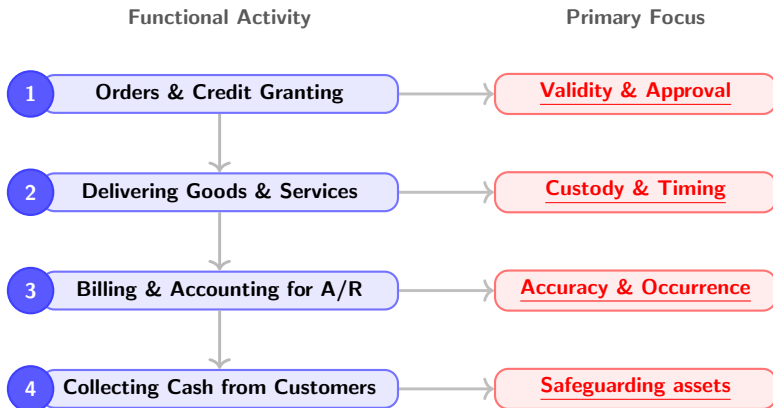 Functional Activity
Primary Focus
1
Orders & Credit Granting
Validity & Approval
2
Delivering Goods & Services
Custody & Timing
3
Billing & Accounting for A/R
Accuracy & Occurrence
4
Collecting Cash from Customers
Safeguarding assets